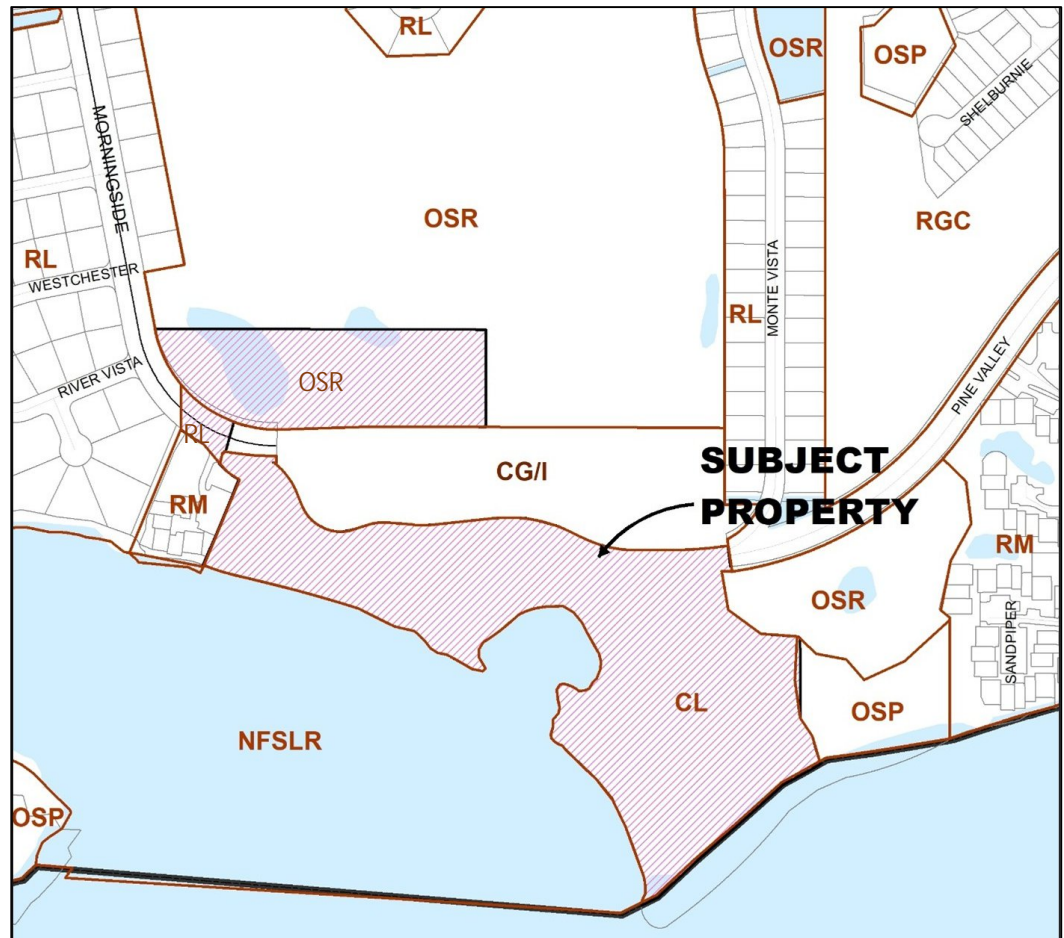 RL
OSR
OSP
SHELBURNIE
MORNINGSIDE
OSR
RGC
RL
WESTCHESTER
MONTE VISTA
RL
PINE VALLEY
RIVER VISTA
OSR
RL
CG/I
SUBJECT
PROPERTY
RM
RM
OSR
SANDPIPER
CL
OSP
NFSLR
OSP